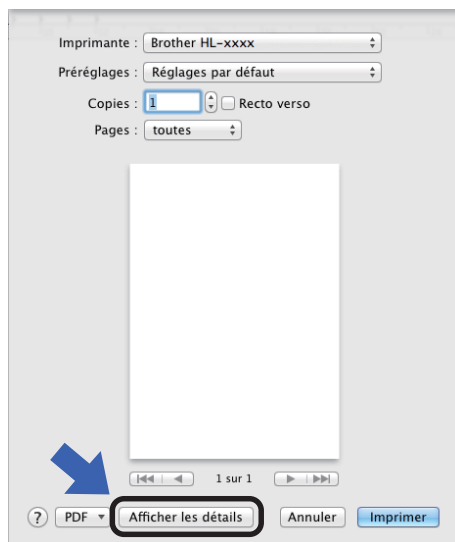 Imprimante : Brother HL-xxxx
Préréglages : Réglages par défaut
Copies : 1 Recto verso
Pages : toutes
1 sur 1
? PDF Afficher les détails Annuler Imprimer